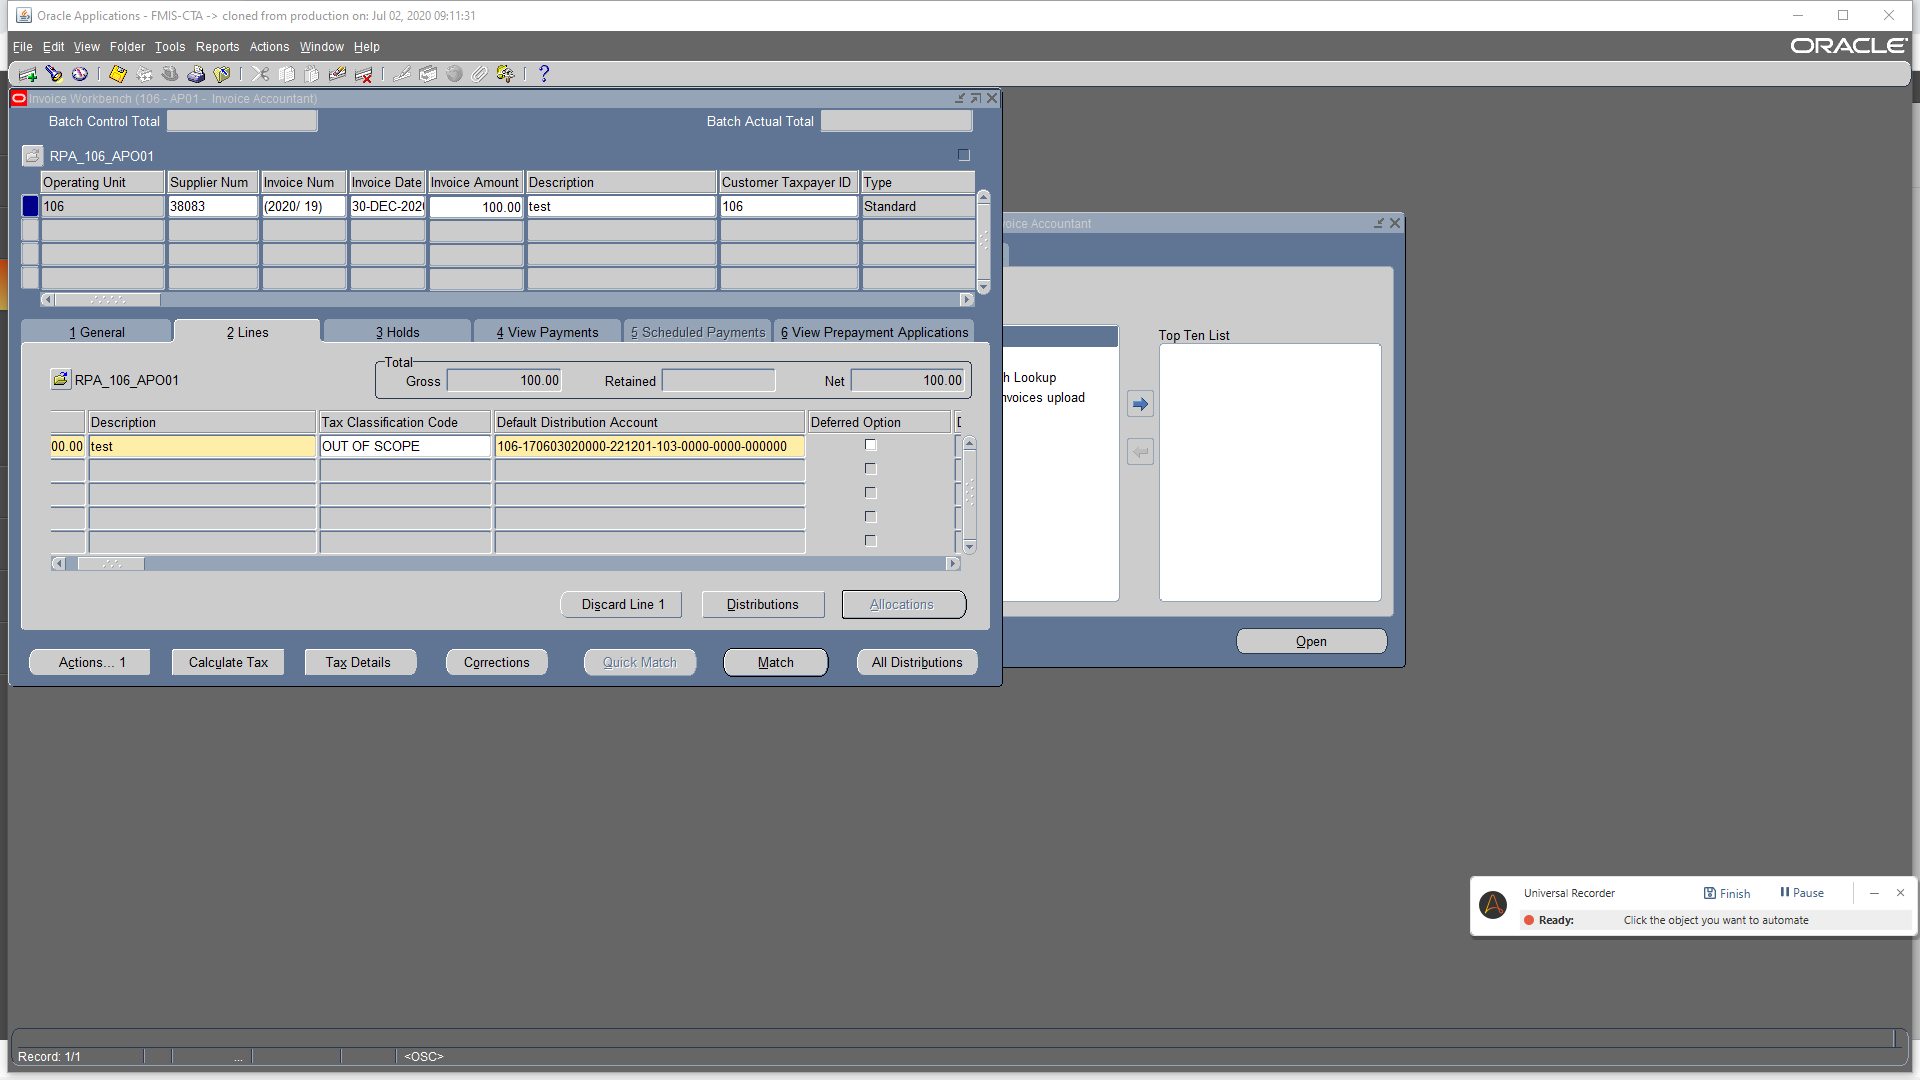 Oracle Applications - FMIS-CTA -> cloned from production on: Jul 02, 2020 09:11:31
File Edit View Folder Tools Reports Actions Window Help
ORACLE
Invoice Workbench (106 - AP01 - Invoice Accountant)
Batch Control Total
Batch Actual Total
RPA_106_APO01
Operating Unit Supplier Num Invoice Num Invoice Date Invoice Amount Description Customer Taxpayer ID Type
106 38083 (2020/ 19) 30-DEC-202 100.00 test 106 Standard
oice Accountant
1 General 2 Lines 3 Holds 4 View Payments 5 Scheduled Payments 6 View Prepayment Applications
Top Ten List
Total
RPA_106_APO01
Gross 100.00 Retained Net 100.00
h Lookup
nvoices upload
Description Tax Classification Code Default Distribution Account Deferred Option
00.00 test OUT OF SCOPE 106-170603020000-221201-103-0000-0000-000000
Discard Line 1 Distributions Allocations
Open
Actions... 1 Calculate Tax Tax Details Corrections Quick Match Match All Distributions
Universal Recorder Finish Pause
Ready: Click the object you want to automate
Record: 1/1 ... <OSC>